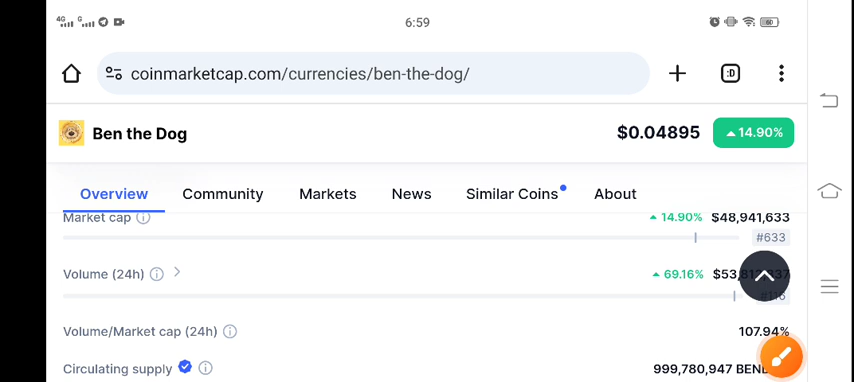 4G G 6:59 60
coinmarketcap.com/currencies/ben-the-dog/ + :D
Ben the Dog $0.04895 14.90%
Overview Community Markets News Similar Coins About
Market cap 14.90% $48,941,633
#633
Volume (24h) 69.16%
Volume/Market cap (24h) 107.94%
Circulating supply 999,780,947